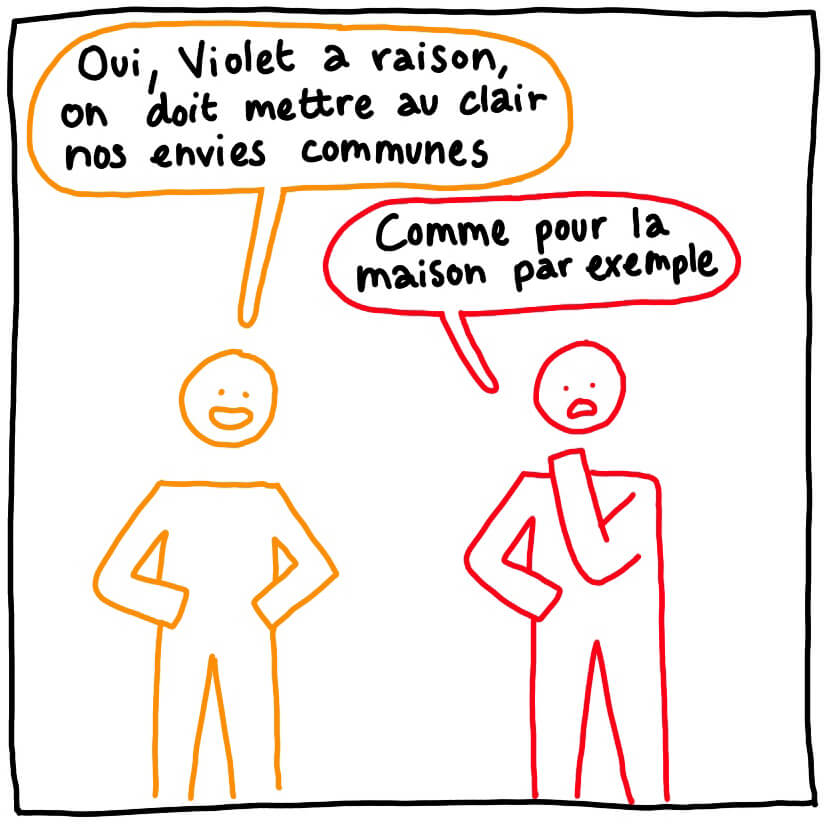 Oui, Violet a raison,
on doit mettre au clair
nos envies communes
Comme pour la
maison par exemple